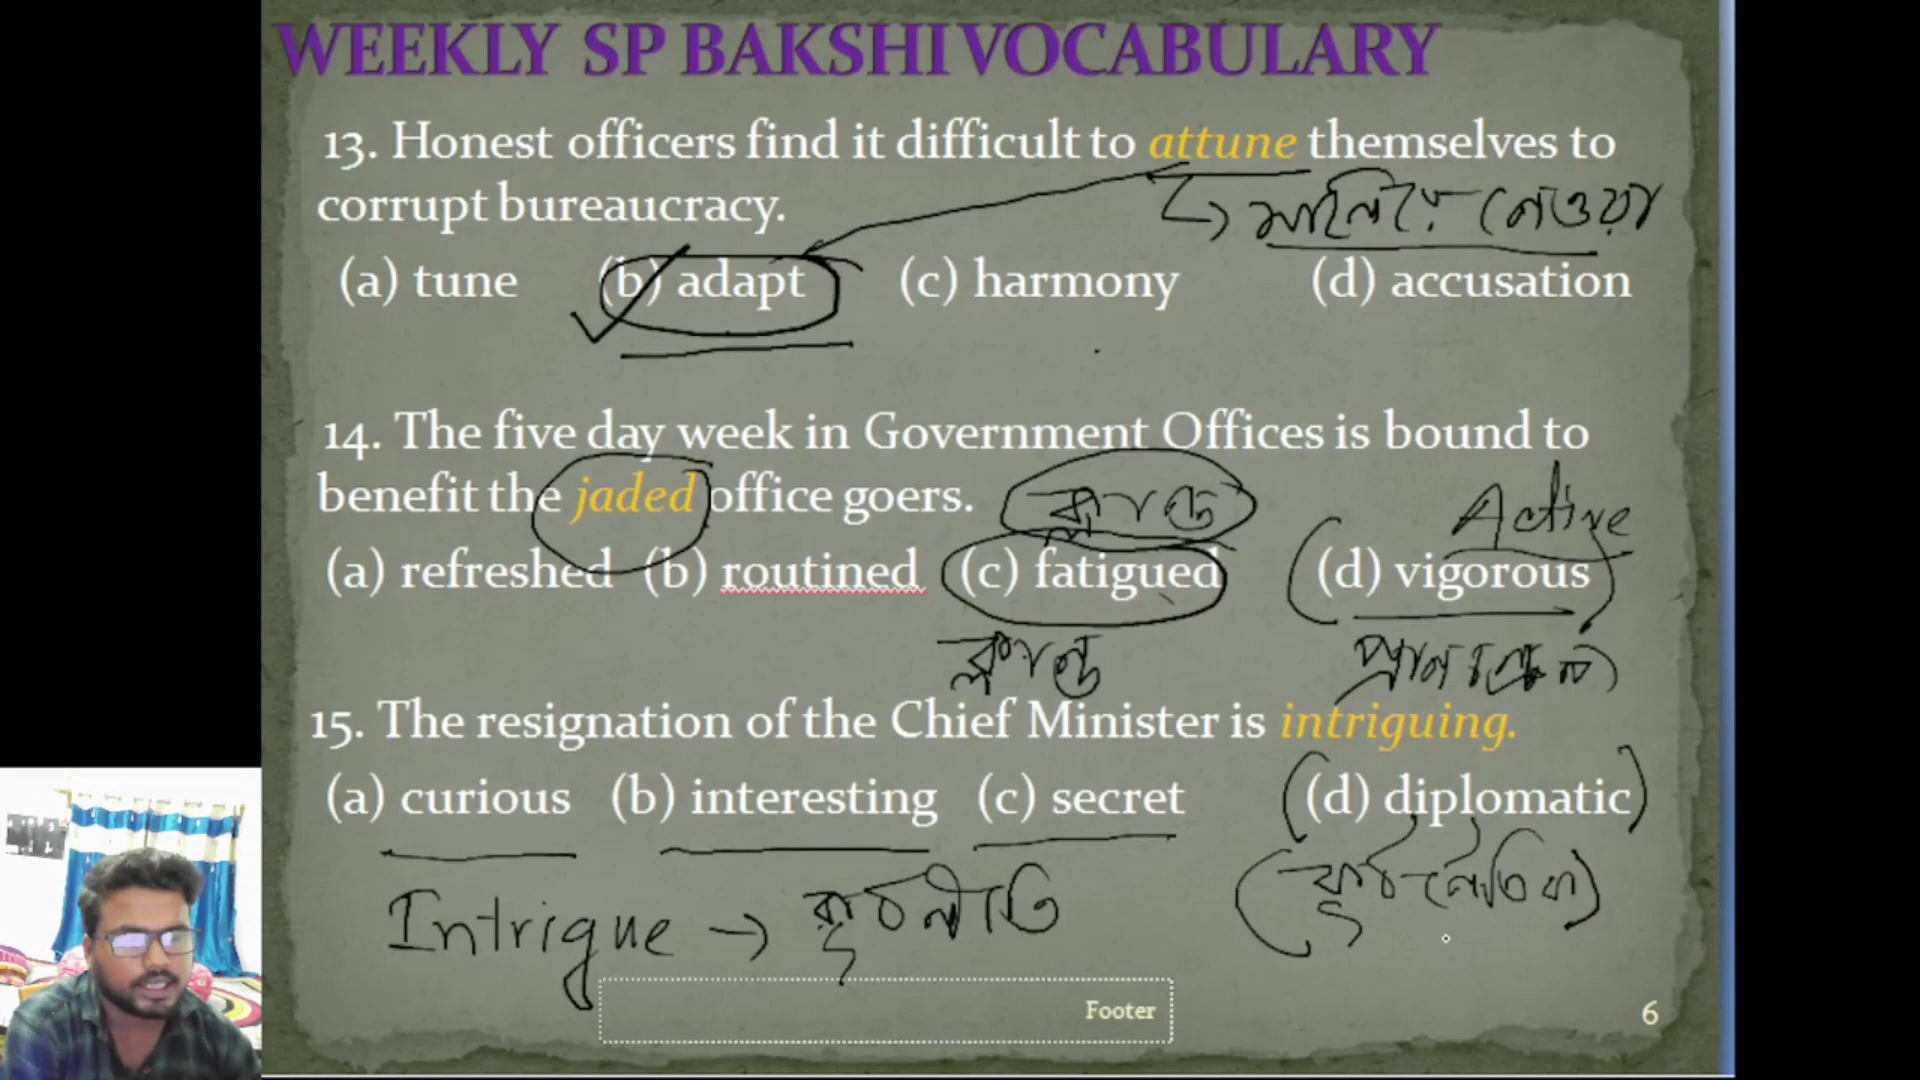 WEEKLY SP BAKSHI VOCABULARY
13. Honest officers find it difficult to attune themselves to
corrupt bureaucracy.
মানিয়ে নেওয়া
(a) tune (b) adapt (c) harmony (d) accusation
14. The five day week in Government Offices is bound to
benefit the jaded office goers.
ক্লান্ত
Active
(a) refreshed (b) routined (c) fatigued (d) vigorous
ক্লান্ত
15. The resignation of the Chief Minister is intriguing.
(a) curious (b) interesting (c) secret (d) diplomatic
Intrigue → কূটনীতি
(কূটনৈতিক)
Footer
6